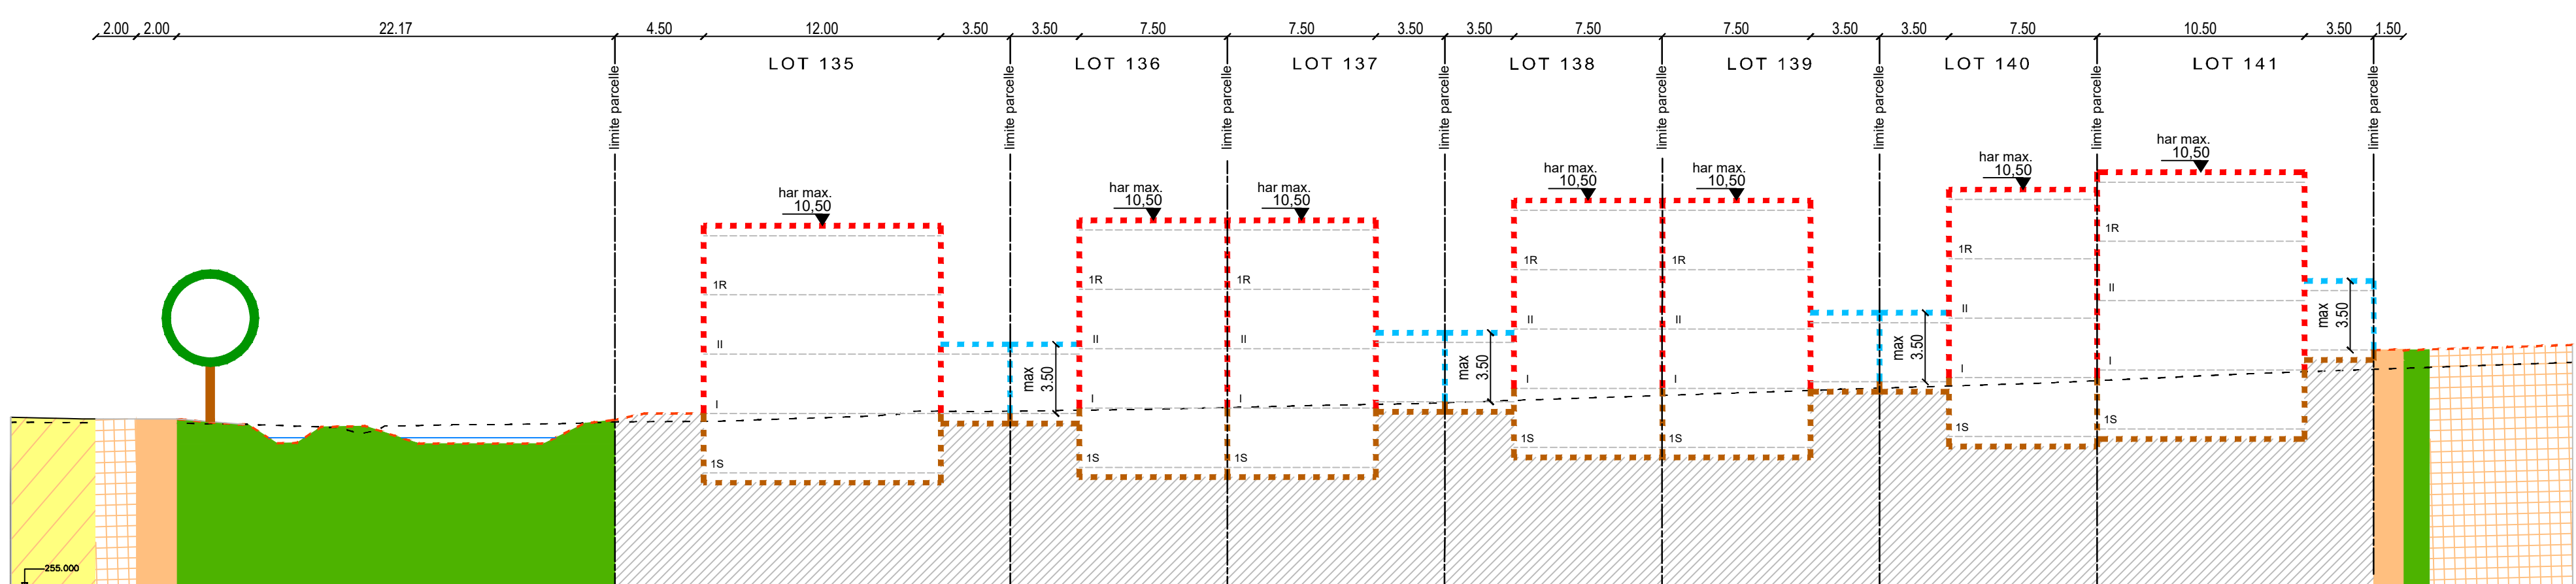 2.00 2.00 22.17 4.50 12.00 3.50 3.50 7.50 7.50 3.50 3.50 7.50 7.50 3.50 3.50 7.50 10.50 3.50 1.50
LOT 135 LOT 136 LOT 137 LOT 138 LOT 139 LOT 140 LOT 141
limite parcelle
limite parcelle
limite parcelle
limite parcelle
limite parcelle
limite parcelle
limite parcelle
limite parcelle
har max.
10,50
1R
II
I
1S
max
3.50
har max.
10,50
1R
II
I
1S
har max.
10,50
1R
II
I
1S
max
3.50
har max.
10,50
1R
II
I
1S
har max.
10,50
1R
II
I
1S
max
3.50
har max.
10,50
1R
II
I
1S
har max.
10,50
1R
II
I
1S
max
3.50
255.000